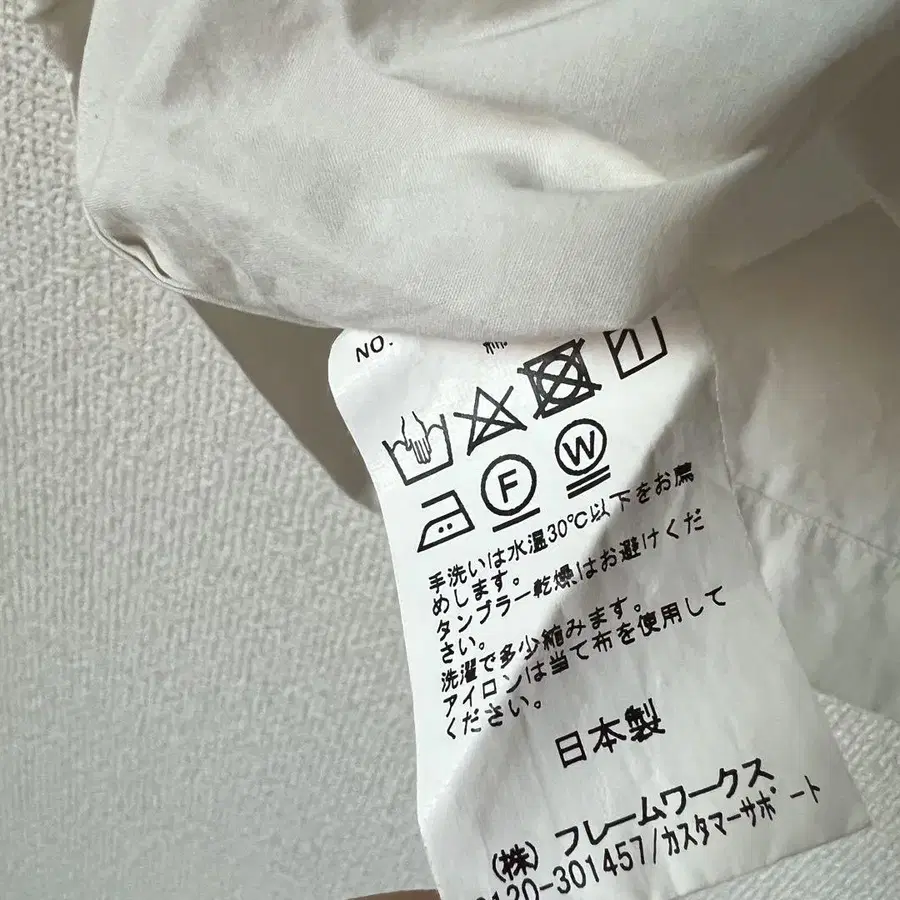 NO.
F
W
手洗いは水温30℃以下をお薦
めします。
タンブラー乾燥はお避けくだ
さい。
洗濯で多少縮みます。
アイロンは当て布を使用して
ください。
日本製
(株) フレームワークス
0120-301457/カスタマーサポート